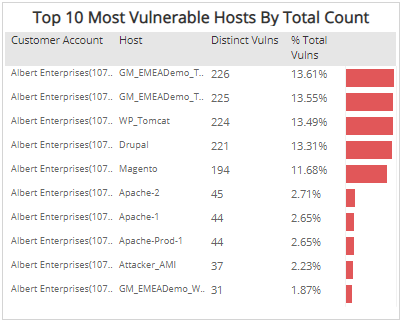 Top 10 Most Vulnerable Hosts By Total Count
Customer Account Host Distinct Vulns % Total Vulns
Albert Enterprises(107.. GM_EMEADemo_T.. 226 13.61%
Albert Enterprises(107.. GM_EMEADemo_T.. 225 13.55%
Albert Enterprises(107.. WP_Tomcat 224 13.49%
Albert Enterprises(107.. Drupal 221 13.31%
Albert Enterprises(107.. Magento 194 11.68%
Albert Enterprises(107.. Apache-2 45 2.71%
Albert Enterprises(107.. Apache-1 44 2.65%
Albert Enterprises(107.. Apache-Prod-1 44 2.65%
Albert Enterprises(107.. Attacker_AMI 37 2.23%
Albert Enterprises(107.. GM_EMEADemo_W.. 31 1.87%